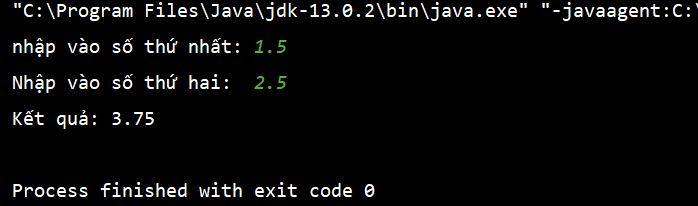 "C:\Program Files\Java\jdk-13.0.2\bin\java.exe" "-javaagent:C:\
nhập vào số thứ nhất: 1.5
Nhập vào số thứ hai:  2.5
Kết quả: 3.75
Process finished with exit code 0